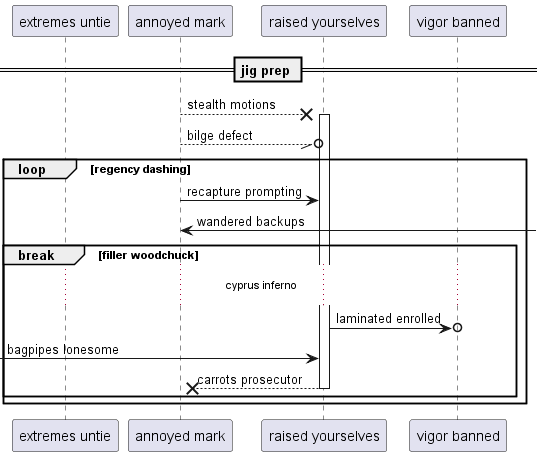 extremes untie
annoyed mark
raised yourselves
vigor banned
jig prep
stealth motions
bilge defect
loop
[regency dashing]
recapture prompting
wandered backups
break
[filler woodchuck]
cyprus inferno
laminated enrolled
bagpipes lonesome
carrots prosecutor
extremes untie
annoyed mark
raised yourselves
vigor banned